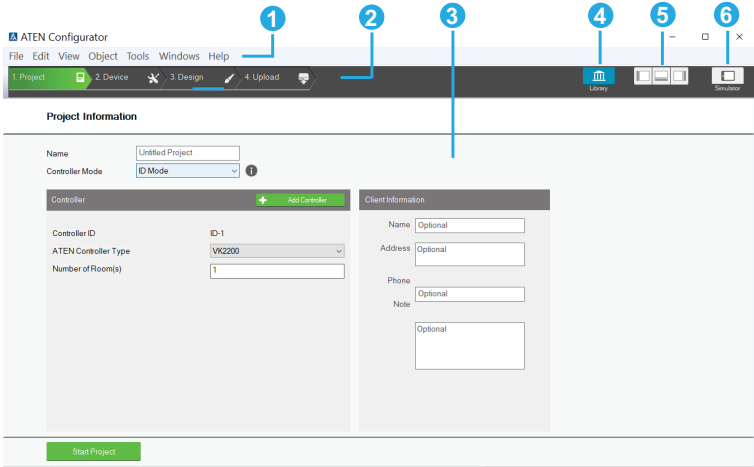 1 2 3 4 5 6
ATEN Configurator
File Edit View Object Tools Windows Help
1. Project 2. Device 3. Design 4. Upload Library Simulator
Project Information
Name Untitled Project
Controller Mode ID Mode i
Controller Add Controller Client Information
Name Optional
Controller ID ID-1
Address Optional
ATEN Controller Type VK2200
Number of Room(s) 1
Phone
Optional
Note
Optional
Start Project